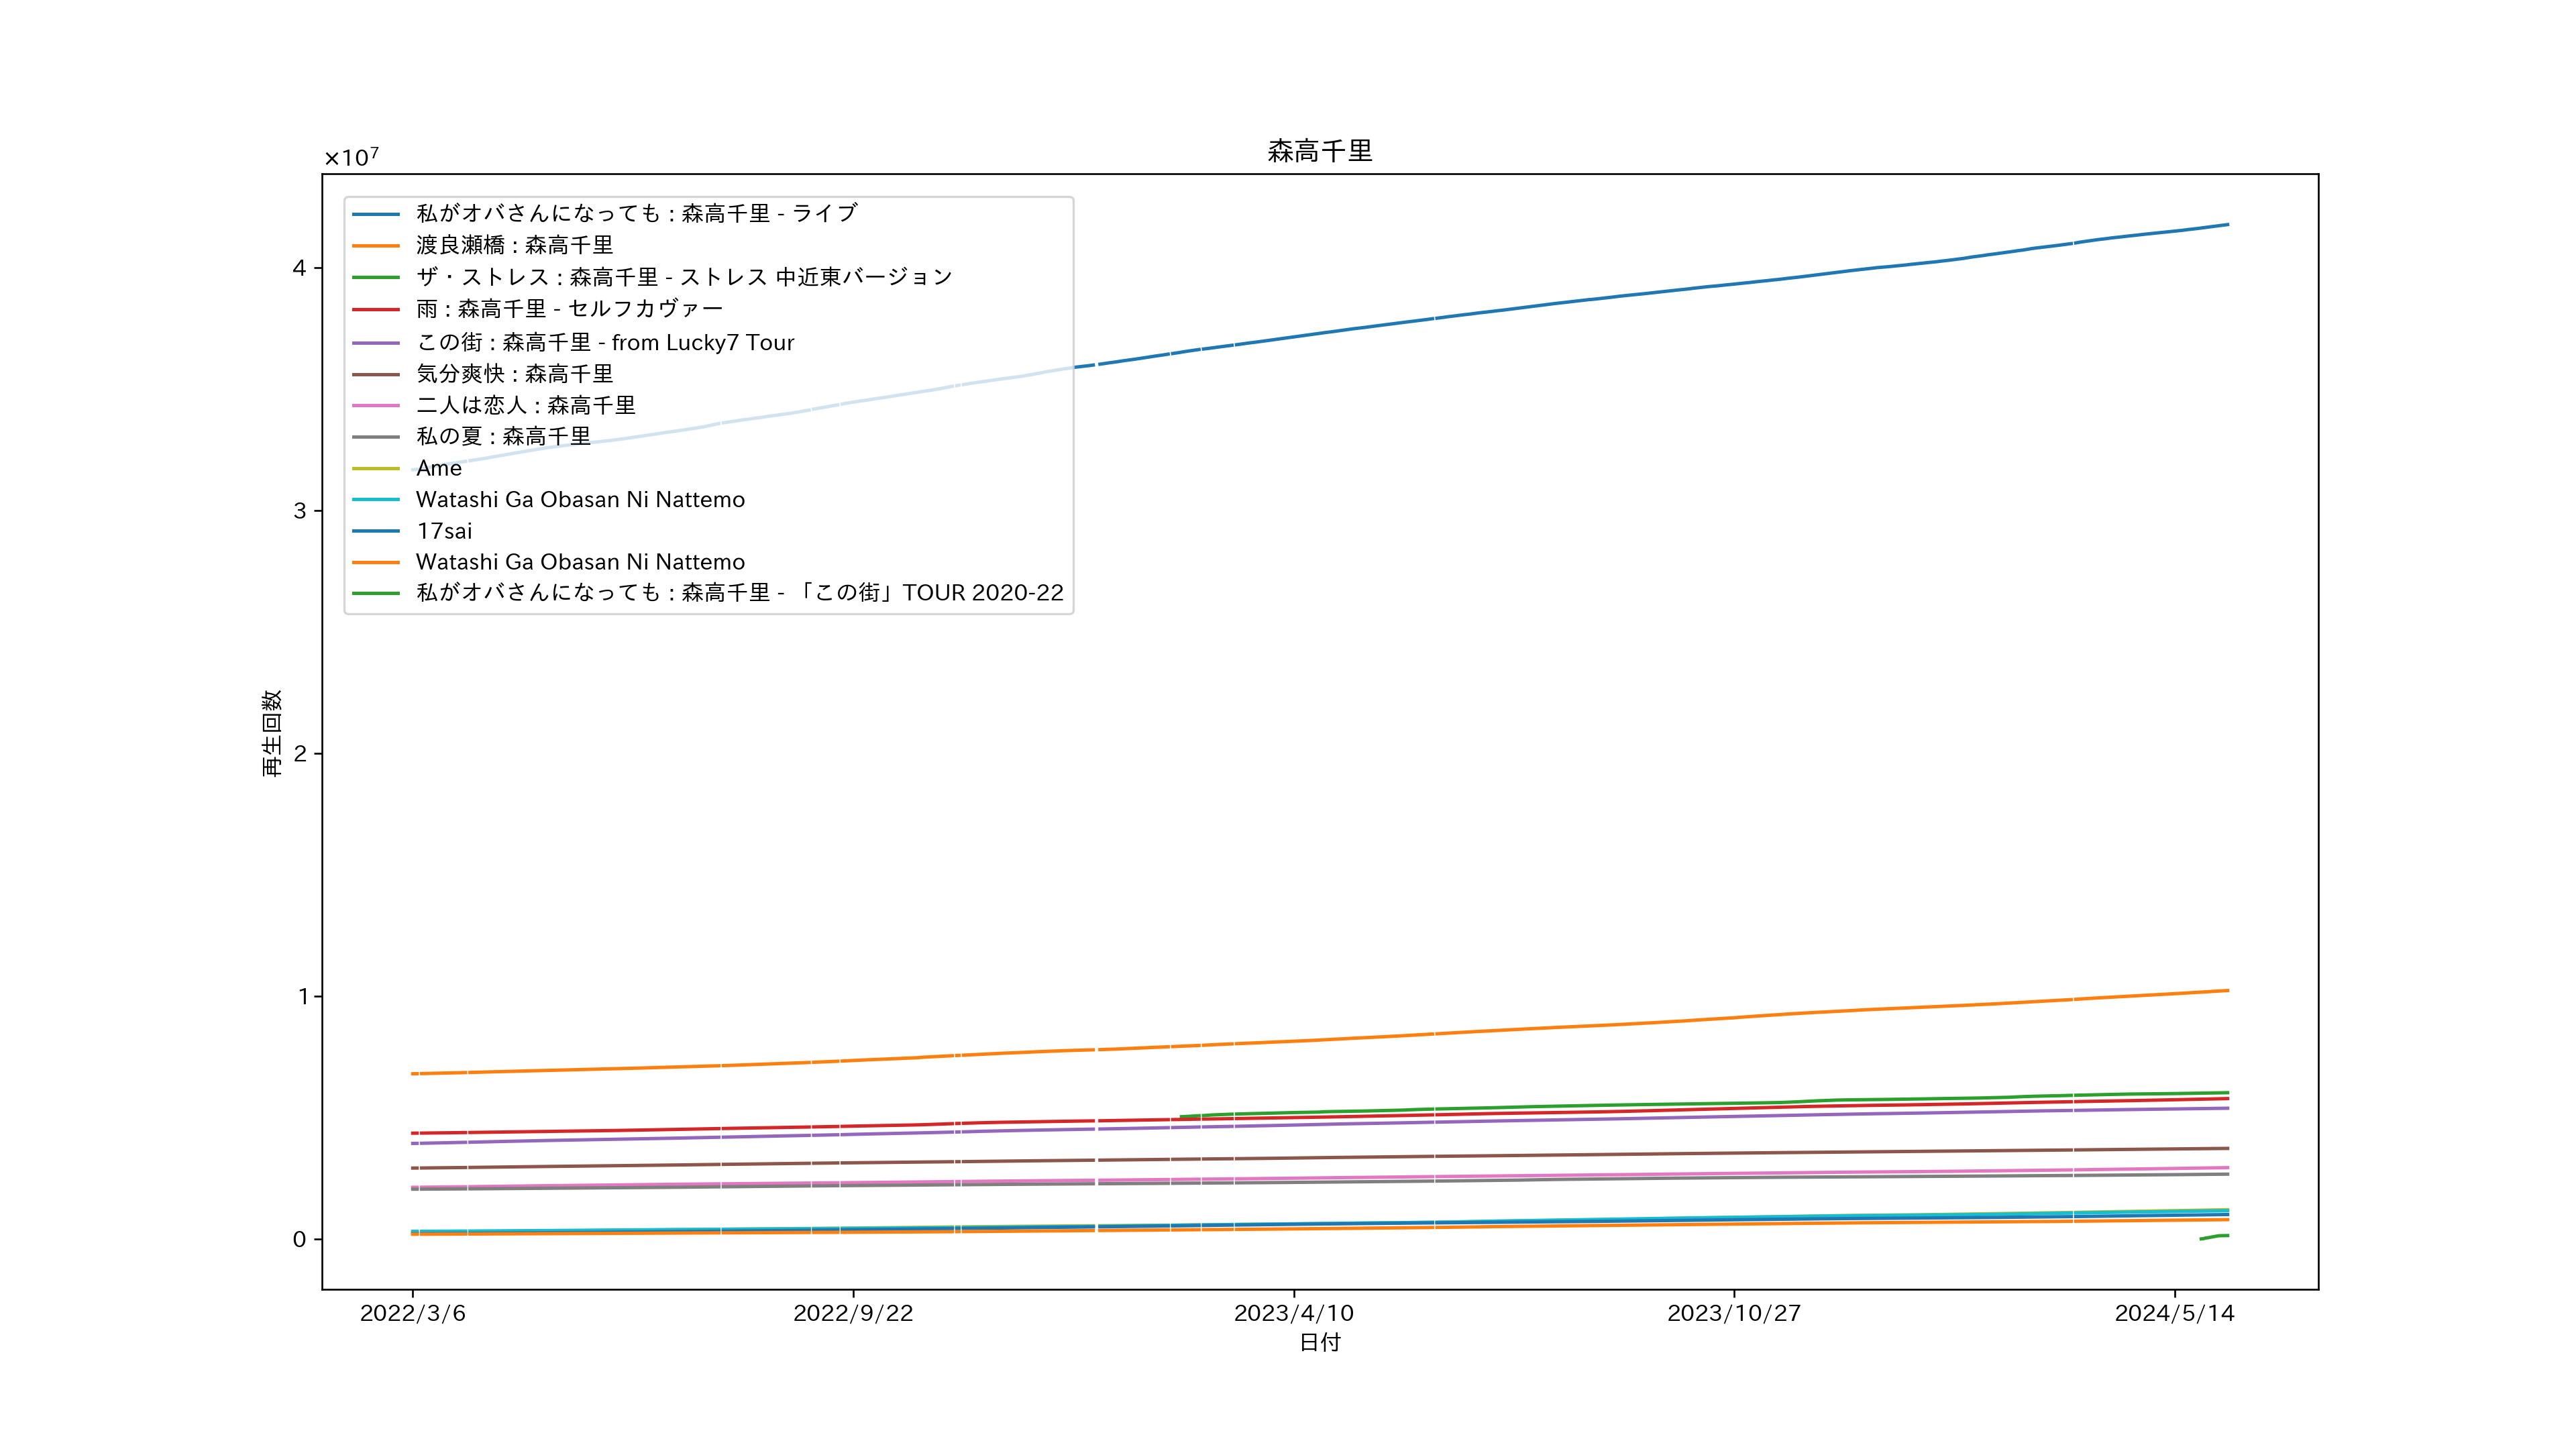 森高千里
×10⁷
私がオバさんになっても : 森高千里 - ライブ
渡良瀬橋 : 森高千里
ザ・ストレス : 森高千里 - ストレス 中近東バージョン
雨 : 森高千里 - セルフカヴァー
この街 : 森高千里 - from Lucky7 Tour
気分爽快 : 森高千里
二人は恋人 : 森高千里
私の夏 : 森高千里
Ame
Watashi Ga Obasan Ni Nattemo
17sai
Watashi Ga Obasan Ni Nattemo
私がオバさんになっても : 森高千里 - 「この街」TOUR 2020-22
4
3
2
1
0
再生回数
2022/3/6
2022/9/22
2023/4/10
2023/10/27
2024/5/14
日付